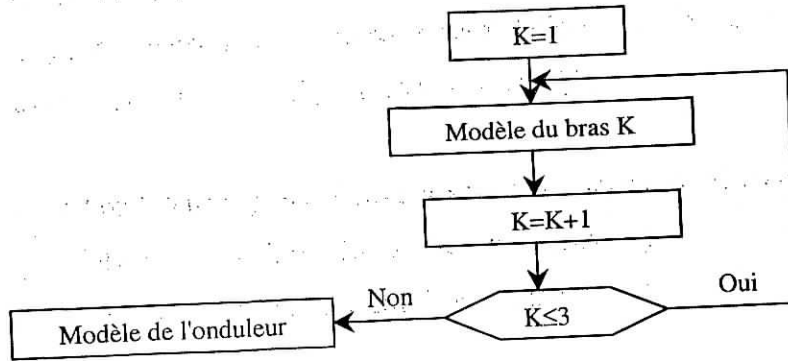 K=1
Modèle du bras K
K=K+1
Non
K≤3
Oui
Modèle de l'onduleur